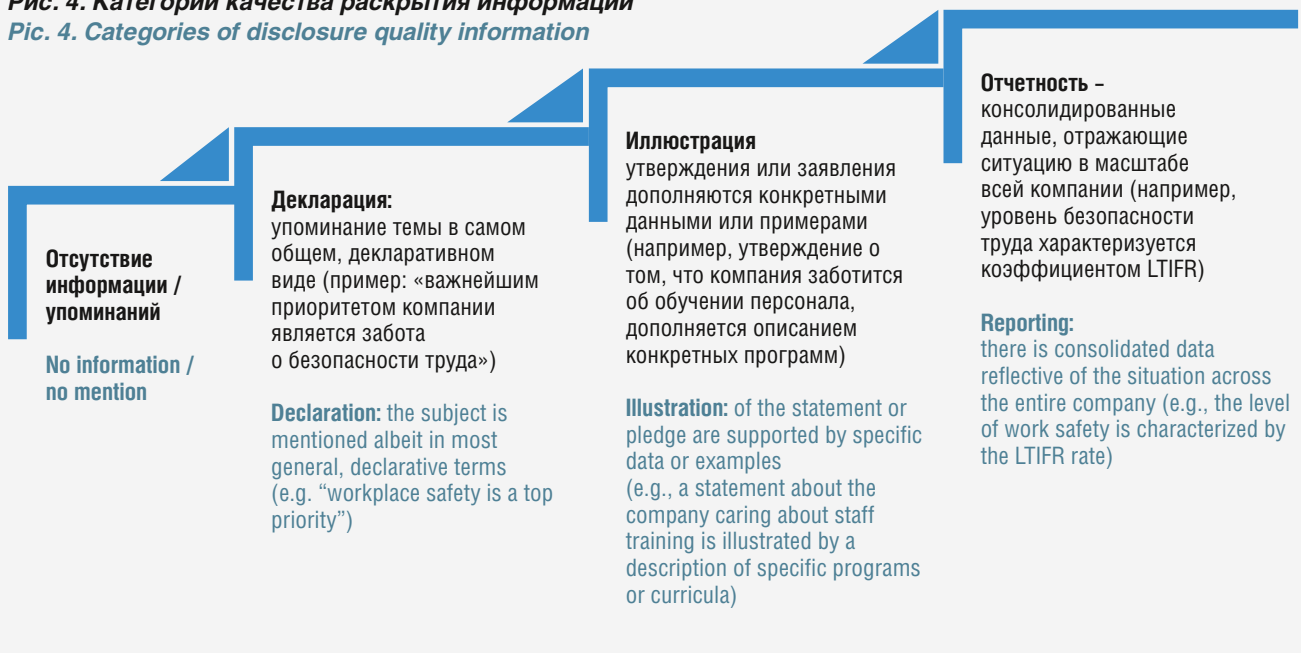 Рис. 4. Категории качества раскрытия информации
Pic. 4. Categories of disclosure quality information
Отсутствие
информации /
упоминаний
No information /
no mention
Декларация:
упоминание темы в самом
общем, декларативном
виде (пример: «важнейшим
приоритетом компании
является забота
о безопасности труда»)
Declaration: the subject is
mentioned albeit in most
general, declarative terms
(e.g. “workplace safety is a top
priority”)
Иллюстрация
утверждения или заявления
дополняются конкретными
данными или примерами
(например, утверждение о
том, что компания заботится
об обучении персонала,
дополняется описанием
конкретных программ)
Illustration: of the statement or
pledge are supported by specific
data or examples
(e.g., a statement about the
company caring about staff
training is illustrated by a
description of specific programs
or curricula)
Отчетность –
консолидированные
данные, отражающие
ситуацию в масштабе
всей компании (например,
уровень безопасности
труда характеризуется
коэффициентом LTIFR)
Reporting:
there is consolidated data
reflective of the situation across
the entire company (e.g., the level
of work safety is characterized by
the LTIFR rate)